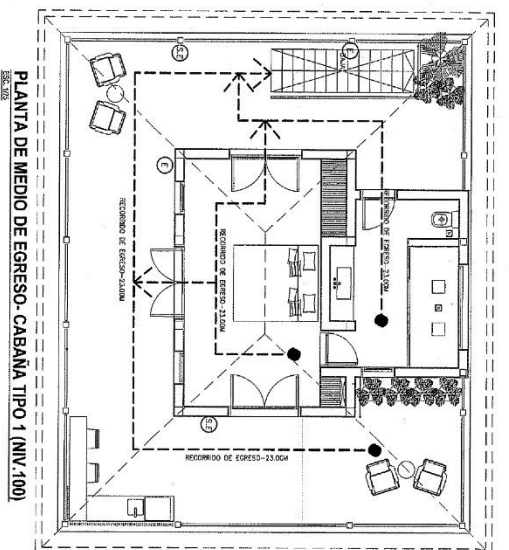 PLANTA DE MEDIO DE EGRESO- CABAÑA TIPO 1 (NIV.100)
ESC. 1/75
S.E
E
BAJA
RECORRIDO DE EGRESO-23.00M
E
RECORRIDO DE EGRESO-23.00M
RECORRIDO DE EGRESO-23.00M
S.E
RECORRIDO DE EGRESO-23.00M